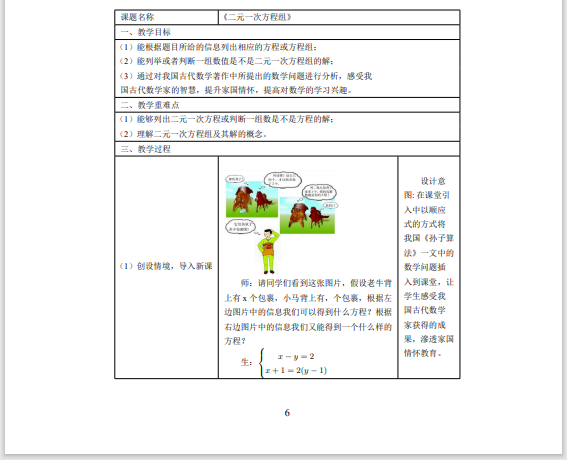 课题名称
《二元一次方程组》
一、教学目标
（1）能根据题目所给的信息列出相应的方程或方程组；
（2）能列举或者判断一组数值是不是二元一次方程组的解；
（3）通过对我国古代数学著作中所提出的数学问题进行分析，感受我
国古代数学家的智慧，提升家国情怀，提高对数学的学习兴趣。
二、教学重难点
（1）能够列出二元一次方程或判断一组数是不是方程的解；
（2）理解二元一次方程组及其解的概念。
三、教学过程
（1）创设情境，导入新课
师：请同学们看到这张图片，假设老牛背
上有 x 个包裹，小马背上有，个包裹，根据左
边图片中的信息我们可以得到什么方程？根据
右边图片中的信息我们又能得到一个什么样的
方程？
生：
x − y = 2
x + 1 = 2(y − 1)
设计意
图：在课堂引
入中以顺应
式的方式将
我国《孙子算
法》一文中的
数学问题插
入到课堂，让
学生感受我
国古代数学
家获得的成
果，渗透家国
情怀教育。
6